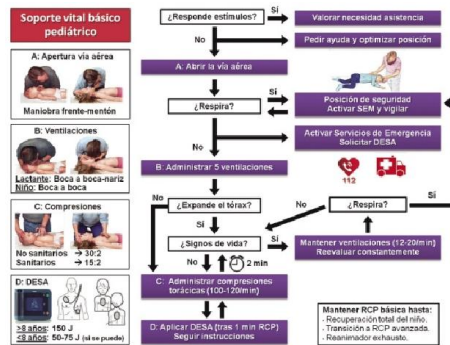 Soporte vital básico
pediátrico
A: Apertura vía aérea
Maniobra frente-mentón
B: Ventilaciones
Lactante: Boca a boca-nariz
Niño: Boca a boca
C: Compresiones
No sanitarios → 30:2
Sanitarios → 15:2
D: DESA
>8 años: 150 J
<8 años: 50-75 J (si se puede)
¿Responde estímulos?
Sí
Valorar necesidad asistencia
No
Pedir ayuda y optimizar posición
A: Abrir la vía aérea
¿Respira?
Sí
Posición de seguridad
Activar SEM y vigilar
No
Activar Servicios de Emergencia
Solicitar DESA
112
B: Administrar 5 ventilaciones
No
¿Expande el tórax?
No
¿Respira?
Sí
Sí
¿Signos de vida?
Sí
Mantener ventilaciones (12-20/min)
Reevaluar constantemente
No
2 min
C: Administrar compresiones
torácicas (100-120/min)
D: Aplicar DESA (tras 1 min RCP)
Seguir instrucciones
Mantener RCP básica hasta:
- Recuperación total del niño.
- Transición a RCP avanzada.
- Reanimador exhausto.